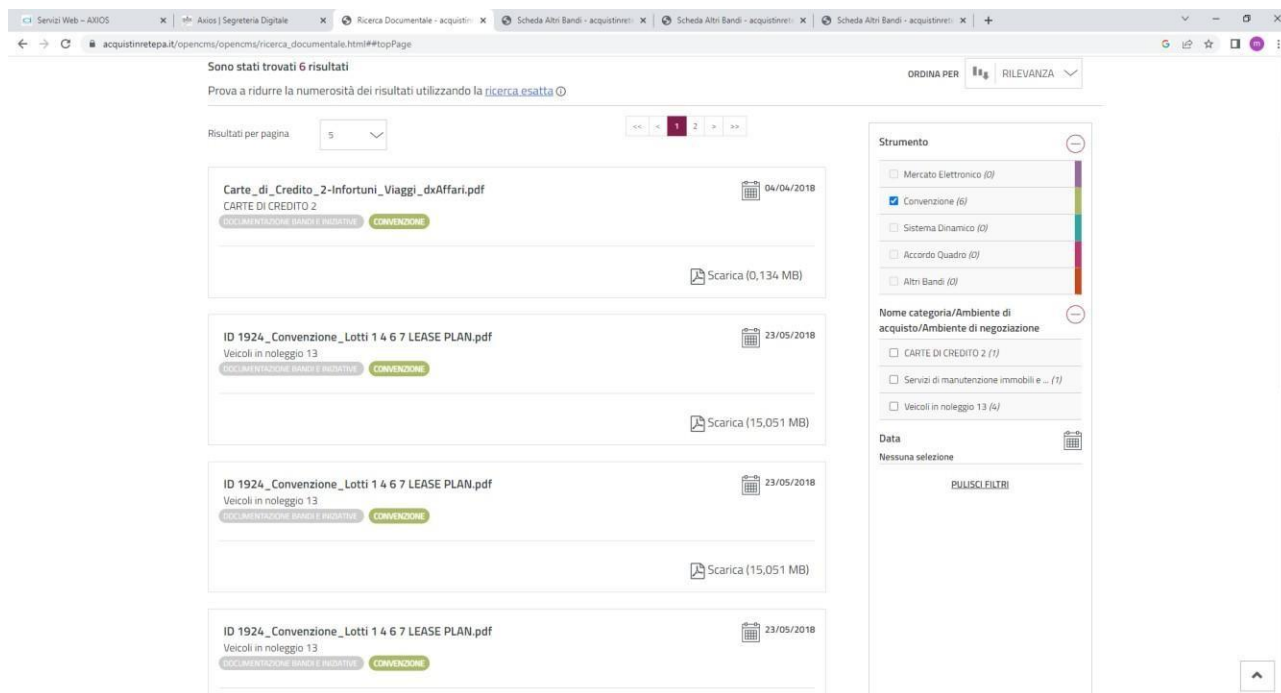 Servizi Web – AXIOS
Axios | Segreteria Digitale
Ricerca Documentale - acquistin
Scheda Altri Bandi - acquistinret
Scheda Altri Bandi - acquistinret
Scheda Altri Bandi - acquistinret
acquistinretepa.it/opencms/opencms/ricerca_documentale.html##topPage
Sono stati trovati 6 risultati
ORDINA PER RILEVANZA
Prova a ridurre la numerosità dei risultati utilizzando la ricerca esatta
Risultati per pagina 5
<< < 1 2 > >>
Carte_di_Credito_2-Infortuni_Viaggi_dxAffari.pdf
04/04/2018
CARTE DI CREDITO 2
DOCUMENTAZIONE BANDI E INIZIATIVE CONVENZIONE
Scarica (0,134 MB)
ID 1924_Convenzione_Lotti 1 4 6 7 LEASE PLAN.pdf
23/05/2018
Veicoli in noleggio 13
DOCUMENTAZIONE BANDI E INIZIATIVE CONVENZIONE
Scarica (15,051 MB)
ID 1924_Convenzione_Lotti 1 4 6 7 LEASE PLAN.pdf
23/05/2018
Veicoli in noleggio 13
DOCUMENTAZIONE BANDI E INIZIATIVE CONVENZIONE
Scarica (15,051 MB)
ID 1924_Convenzione_Lotti 1 4 6 7 LEASE PLAN.pdf
23/05/2018
Veicoli in noleggio 13
DOCUMENTAZIONE BANDI E INIZIATIVE CONVENZIONE
Strumento
Mercato Elettronico (0)
Convenzione (6)
Sistema Dinamico (0)
Accordo Quadro (0)
Altri Bandi (0)
Nome categoria/Ambiente di
acquisto/Ambiente di negoziazione
CARTE DI CREDITO 2 (1)
Servizi di manutenzione immobili e ... (1)
Veicoli in noleggio 13 (4)
Data
Nessuna selezione
PULISCI FILTRI